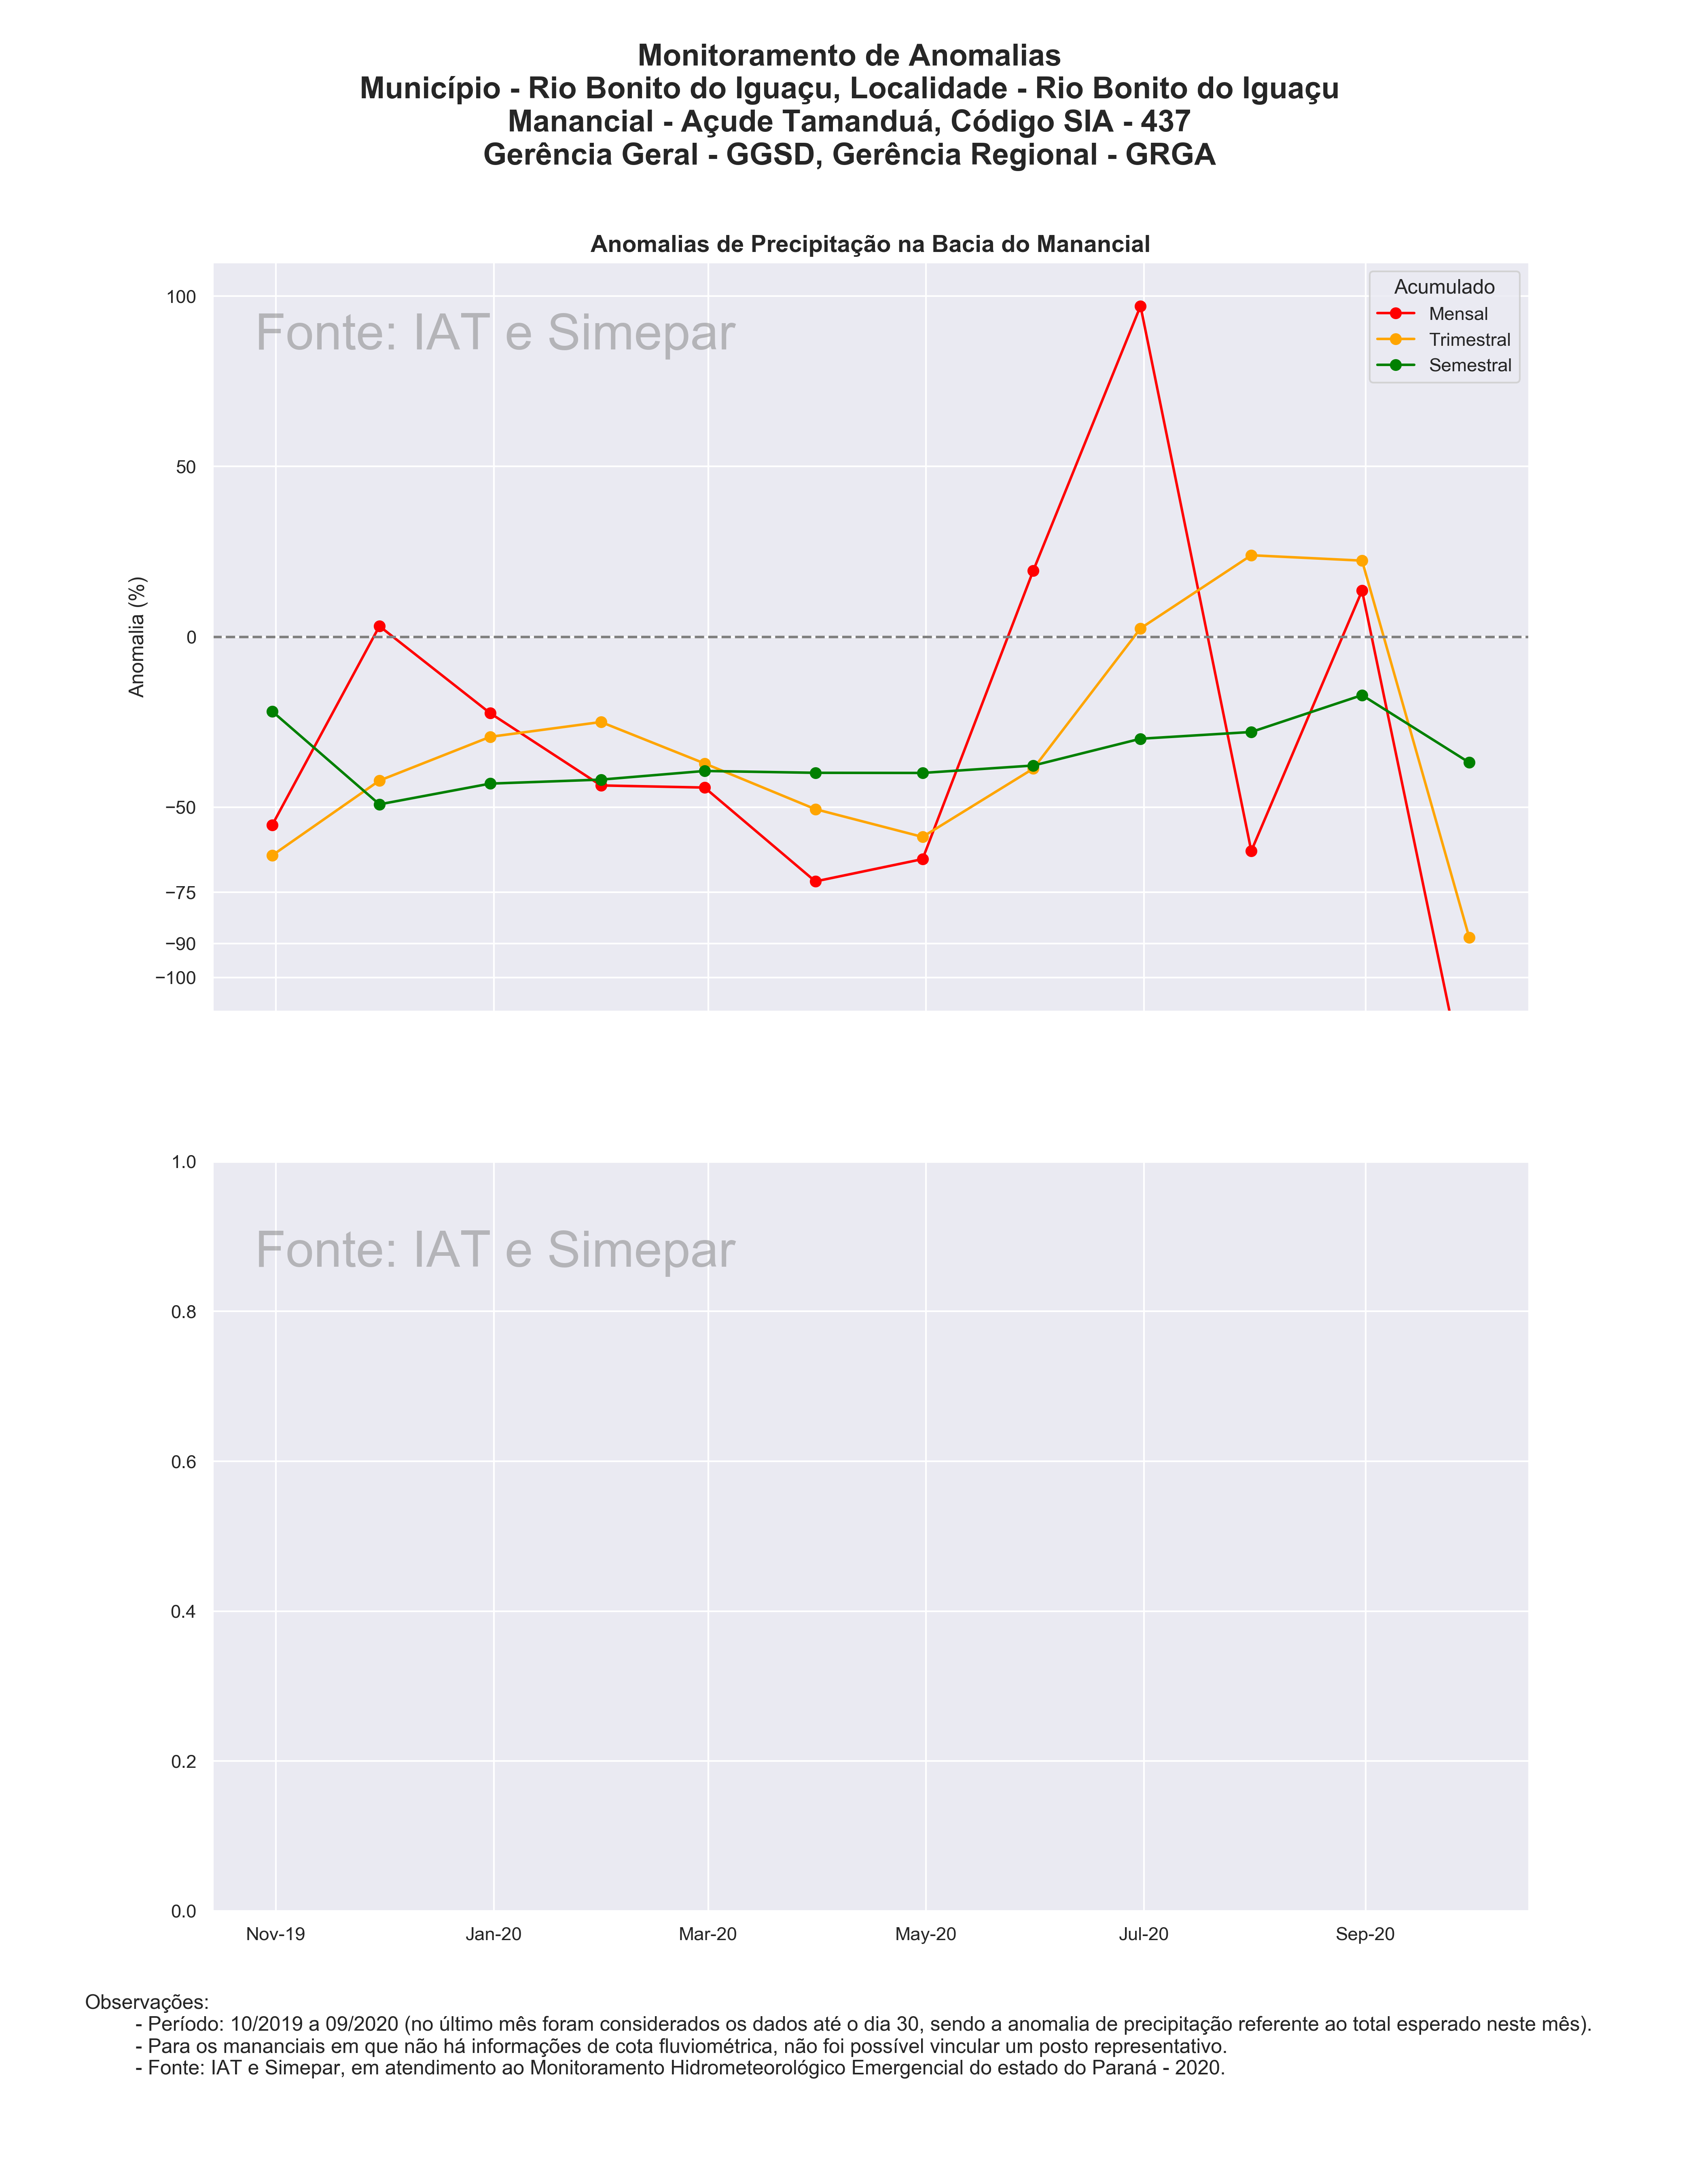 Monitoramento de Anomalias
Município - Rio Bonito do Iguaçu, Localidade - Rio Bonito do Iguaçu
Manancial - Açude Tamanduá, Código SIA - 437
Gerência Geral - GGSD, Gerência Regional - GRGA
Anomalias de Precipitação na Bacia do Manancial
Fonte: IAT e Simepar
Acumulado
Mensal
Trimestral
Semestral
Anomalia (%)
100
50
0
−50
−75
−90
−100
Fonte: IAT e Simepar
1.0
0.8
0.6
0.4
0.2
0.0
Nov-19 Jan-20 Mar-20 May-20 Jul-20 Sep-20
Observações:
- Período: 10/2019 a 09/2020 (no último mês foram considerados os dados até o dia 30, sendo a anomalia de precipitação referente ao total esperado neste mês).
- Para os mananciais em que não há informações de cota fluviométrica, não foi possível vincular um posto representativo.
- Fonte: IAT e Simepar, em atendimento ao Monitoramento Hidrometeorológico Emergencial do estado do Paraná - 2020.